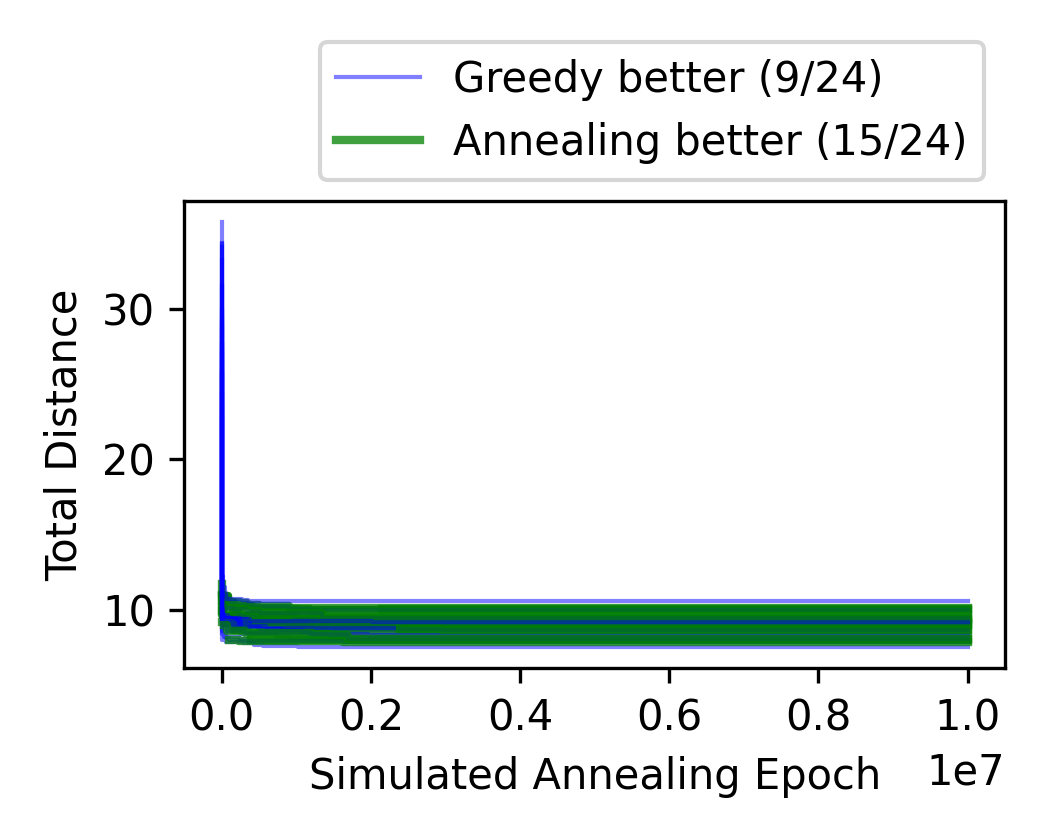 Greedy better (9/24)
Annealing better (15/24)
Total Distance
30
20
10
0.0 0.2 0.4 0.6 0.8 1.0
Simulated Annealing Epoch 1e7